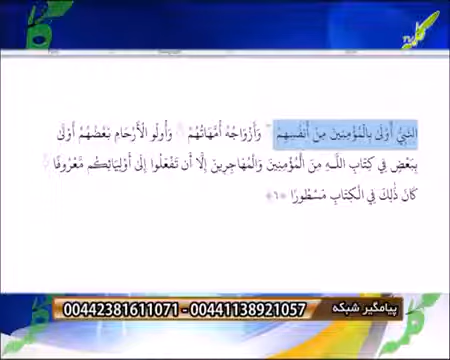 النَّبِيُّ أَوْلَىٰ بِالْمُؤْمِنِينَ مِنْ أَنفُسِهِمْ ۖ وَأَزْوَاجُهُ أُمَّهَاتُهُمْ ۗ وَأُولُو الْأَرْحَامِ بَعْضُهُمْ أَوْلَىٰ
بِبَعْضٍ فِي كِتَابِ اللَّـهِ مِنَ الْمُؤْمِنِينَ وَالْمُهَاجِرِينَ إِلَّا أَن تَفْعَلُوا إِلَىٰ أَوْلِيَائِكُم مَّعْرُوفًا ۚ
كَانَ ذَٰلِكَ فِي الْكِتَابِ مَسْطُورًا ﴿٦﴾
پیامگیر شبکه 00441138921057 - 00442381611071